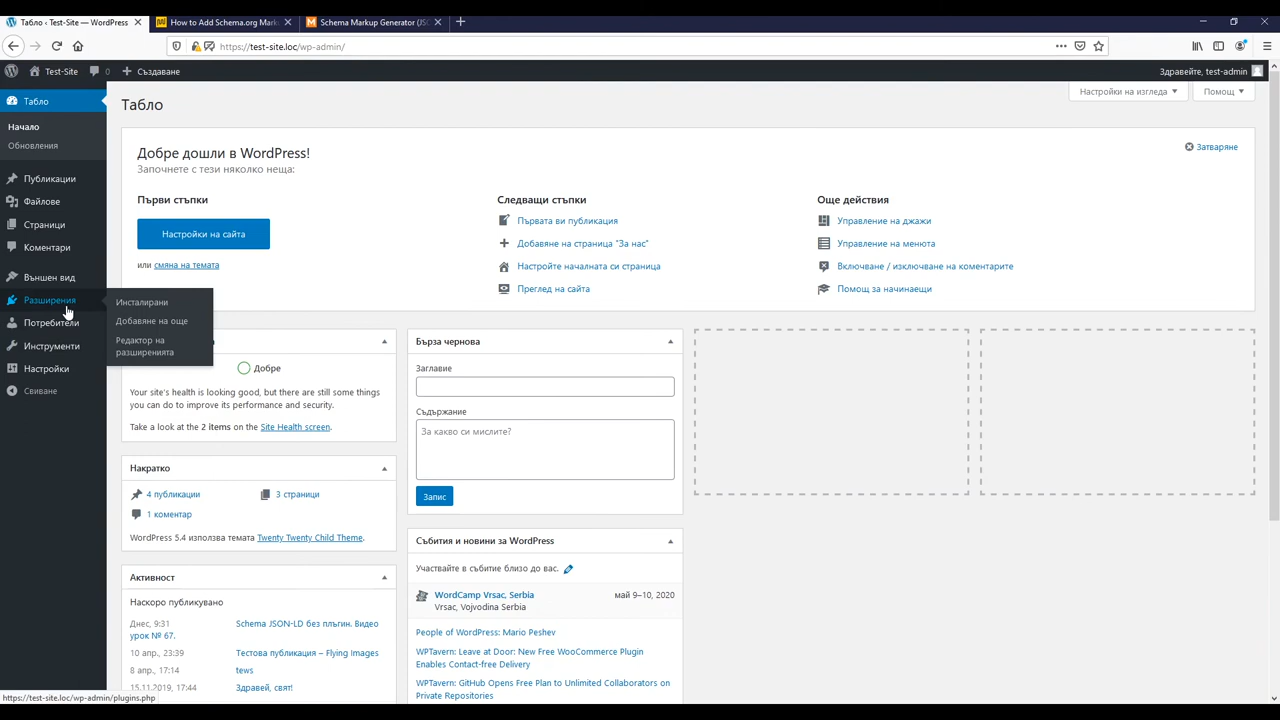 Табло ‹ Test-Site — WordPress
How to Add Schema.org Mark
Schema Markup Generator (JSO
https://test-site.loc/wp-admin/
Test-Site 0 Създаване Здравейте, test-admin
Табло
Начало
Обновления
Публикации
Файлове
Страници
Коментари
Външен вид
Разширения
Потребители
Инструменти
Настройки
Свиване
Инсталирани
Добавяне на още
Редактор на
разширенията
Настройки на изгледа Помощ
Табло
Добре дошли в WordPress!
Затваряне
Започнете с тези няколко неща:
Първи стъпки
Настройки на сайта
или смяна на темата
Следващи стъпки
Първата ви публикация
Добавяне на страница "За нас"
Настройте началната си страница
Преглед на сайта
Още действия
Управление на джажи
Управление на менюта
Включване / изключване на коментарите
Помощ за начинаещи
Добре
Your site's health is looking good, but there are still some things
you can do to improve its performance and security.
Take a look at the 2 items on the Site Health screen.
Накратко
4 публикации 3 страници
1 коментар
WordPress 5.4 използва темата Twenty Twenty Child Theme.
Активност
Наскоро публикувано
Днес, 9:31 Schema JSON-LD без плъгин. Видео
урок № 67.
10 апр., 23:39 Тестова публикация – Flying Images
8 апр., 17:14 tews
15.11.2019, 17:44 Здравей, свят!
Бърза чернова
Заглавие
Съдържание
За какво си мислите?
Запис
Събития и новини за WordPress
Участвайте в събитие близо до вас.
WordCamp Vrsac, Serbia май 9–10, 2020
Vrsac, Vojvodina Serbia
People of WordPress: Mario Peshev
WPTavern: Leave at Door: New Free WooCommerce Plugin
Enables Contact-free Delivery
WPTavern: GitHub Opens Free Plan to Unlimited Collaborators on
Private Repositories
https://test-site.loc/wp-admin/plugins.php